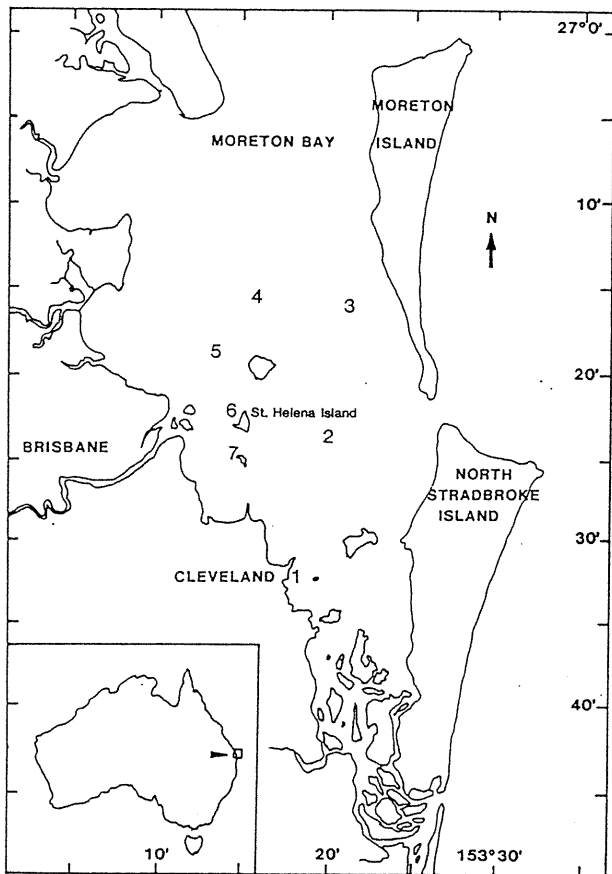 27°0'
MORETON
ISLAND
MORETON BAY
10'
N
4
3
5
20'
6 St. Helena Island
2
7
BRISBANE
NORTH
STRADBROKE
ISLAND
30'
CLEVELAND 1
40'
10'
20'
153°30'